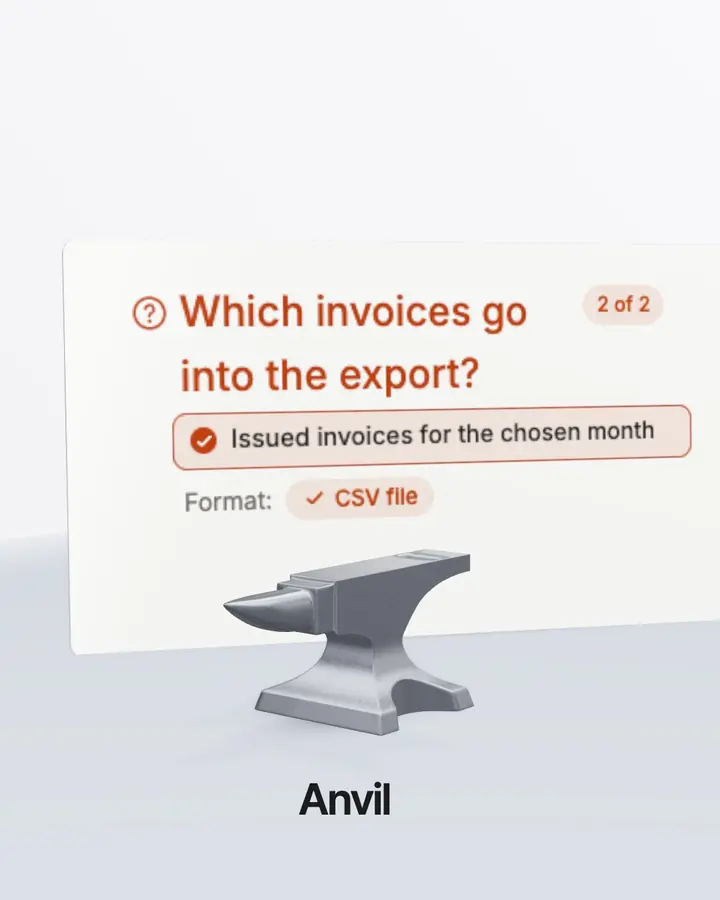 Which invoices go
2 of 2
into the export?
Issued invoices for the chosen month
Format:
CSV file
Anvil